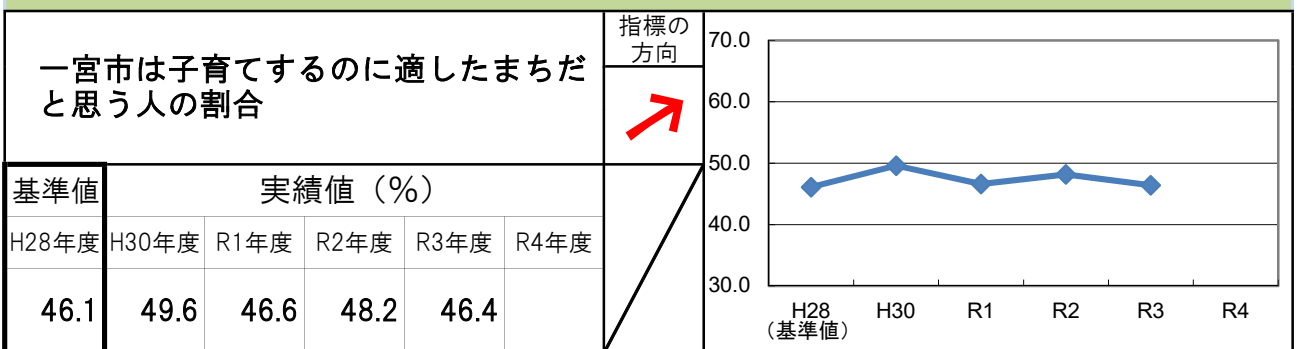 一宮市は子育てするのに適したまちだ
と思う人の割合
指標の
方向
基準値
実績値（%）
H28年度 H30年度 R1年度 R2年度 R3年度 R4年度
46.1 49.6 46.6 48.2 46.4
70.0
60.0
50.0
40.0
30.0
H28 H30 R1 R2 R3 R4
（基準値）